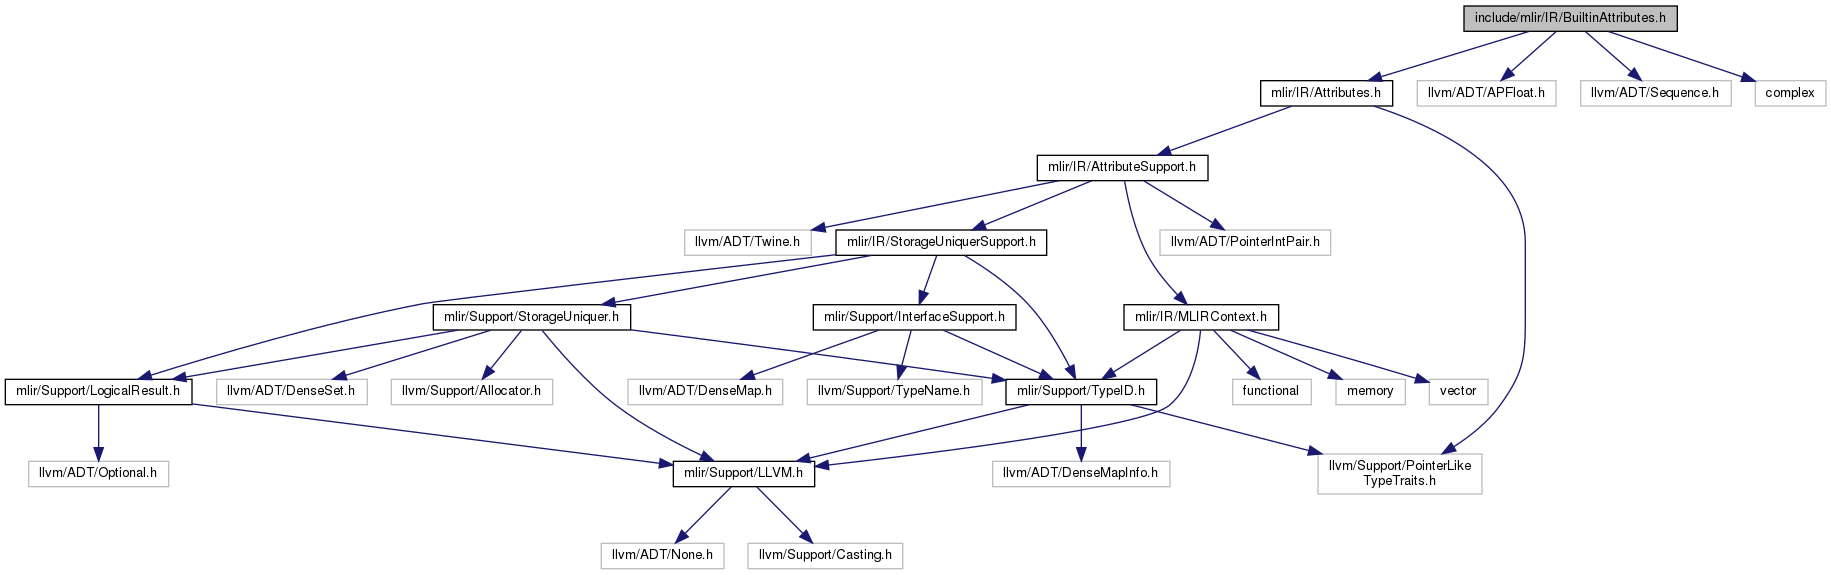 include/mlir/IR/BuiltinAttributes.h
mlir/IR/Attributes.h
llvm/ADT/APFloat.h
llvm/ADT/Sequence.h
complex
mlir/IR/AttributeSupport.h
llvm/ADT/Twine.h
mlir/IR/StorageUniquerSupport.h
llvm/ADT/PointerIntPair.h
mlir/Support/StorageUniquer.h
mlir/Support/InterfaceSupport.h
mlir/IR/MLIRContext.h
mlir/Support/LogicalResult.h
llvm/ADT/DenseSet.h
llvm/Support/Allocator.h
llvm/ADT/DenseMap.h
llvm/Support/TypeName.h
mlir/Support/TypeID.h
functional
memory
vector
llvm/ADT/Optional.h
mlir/Support/LLVM.h
llvm/ADT/DenseMapInfo.h
llvm/Support/PointerLike
TypeTraits.h
llvm/ADT/None.h
llvm/Support/Casting.h